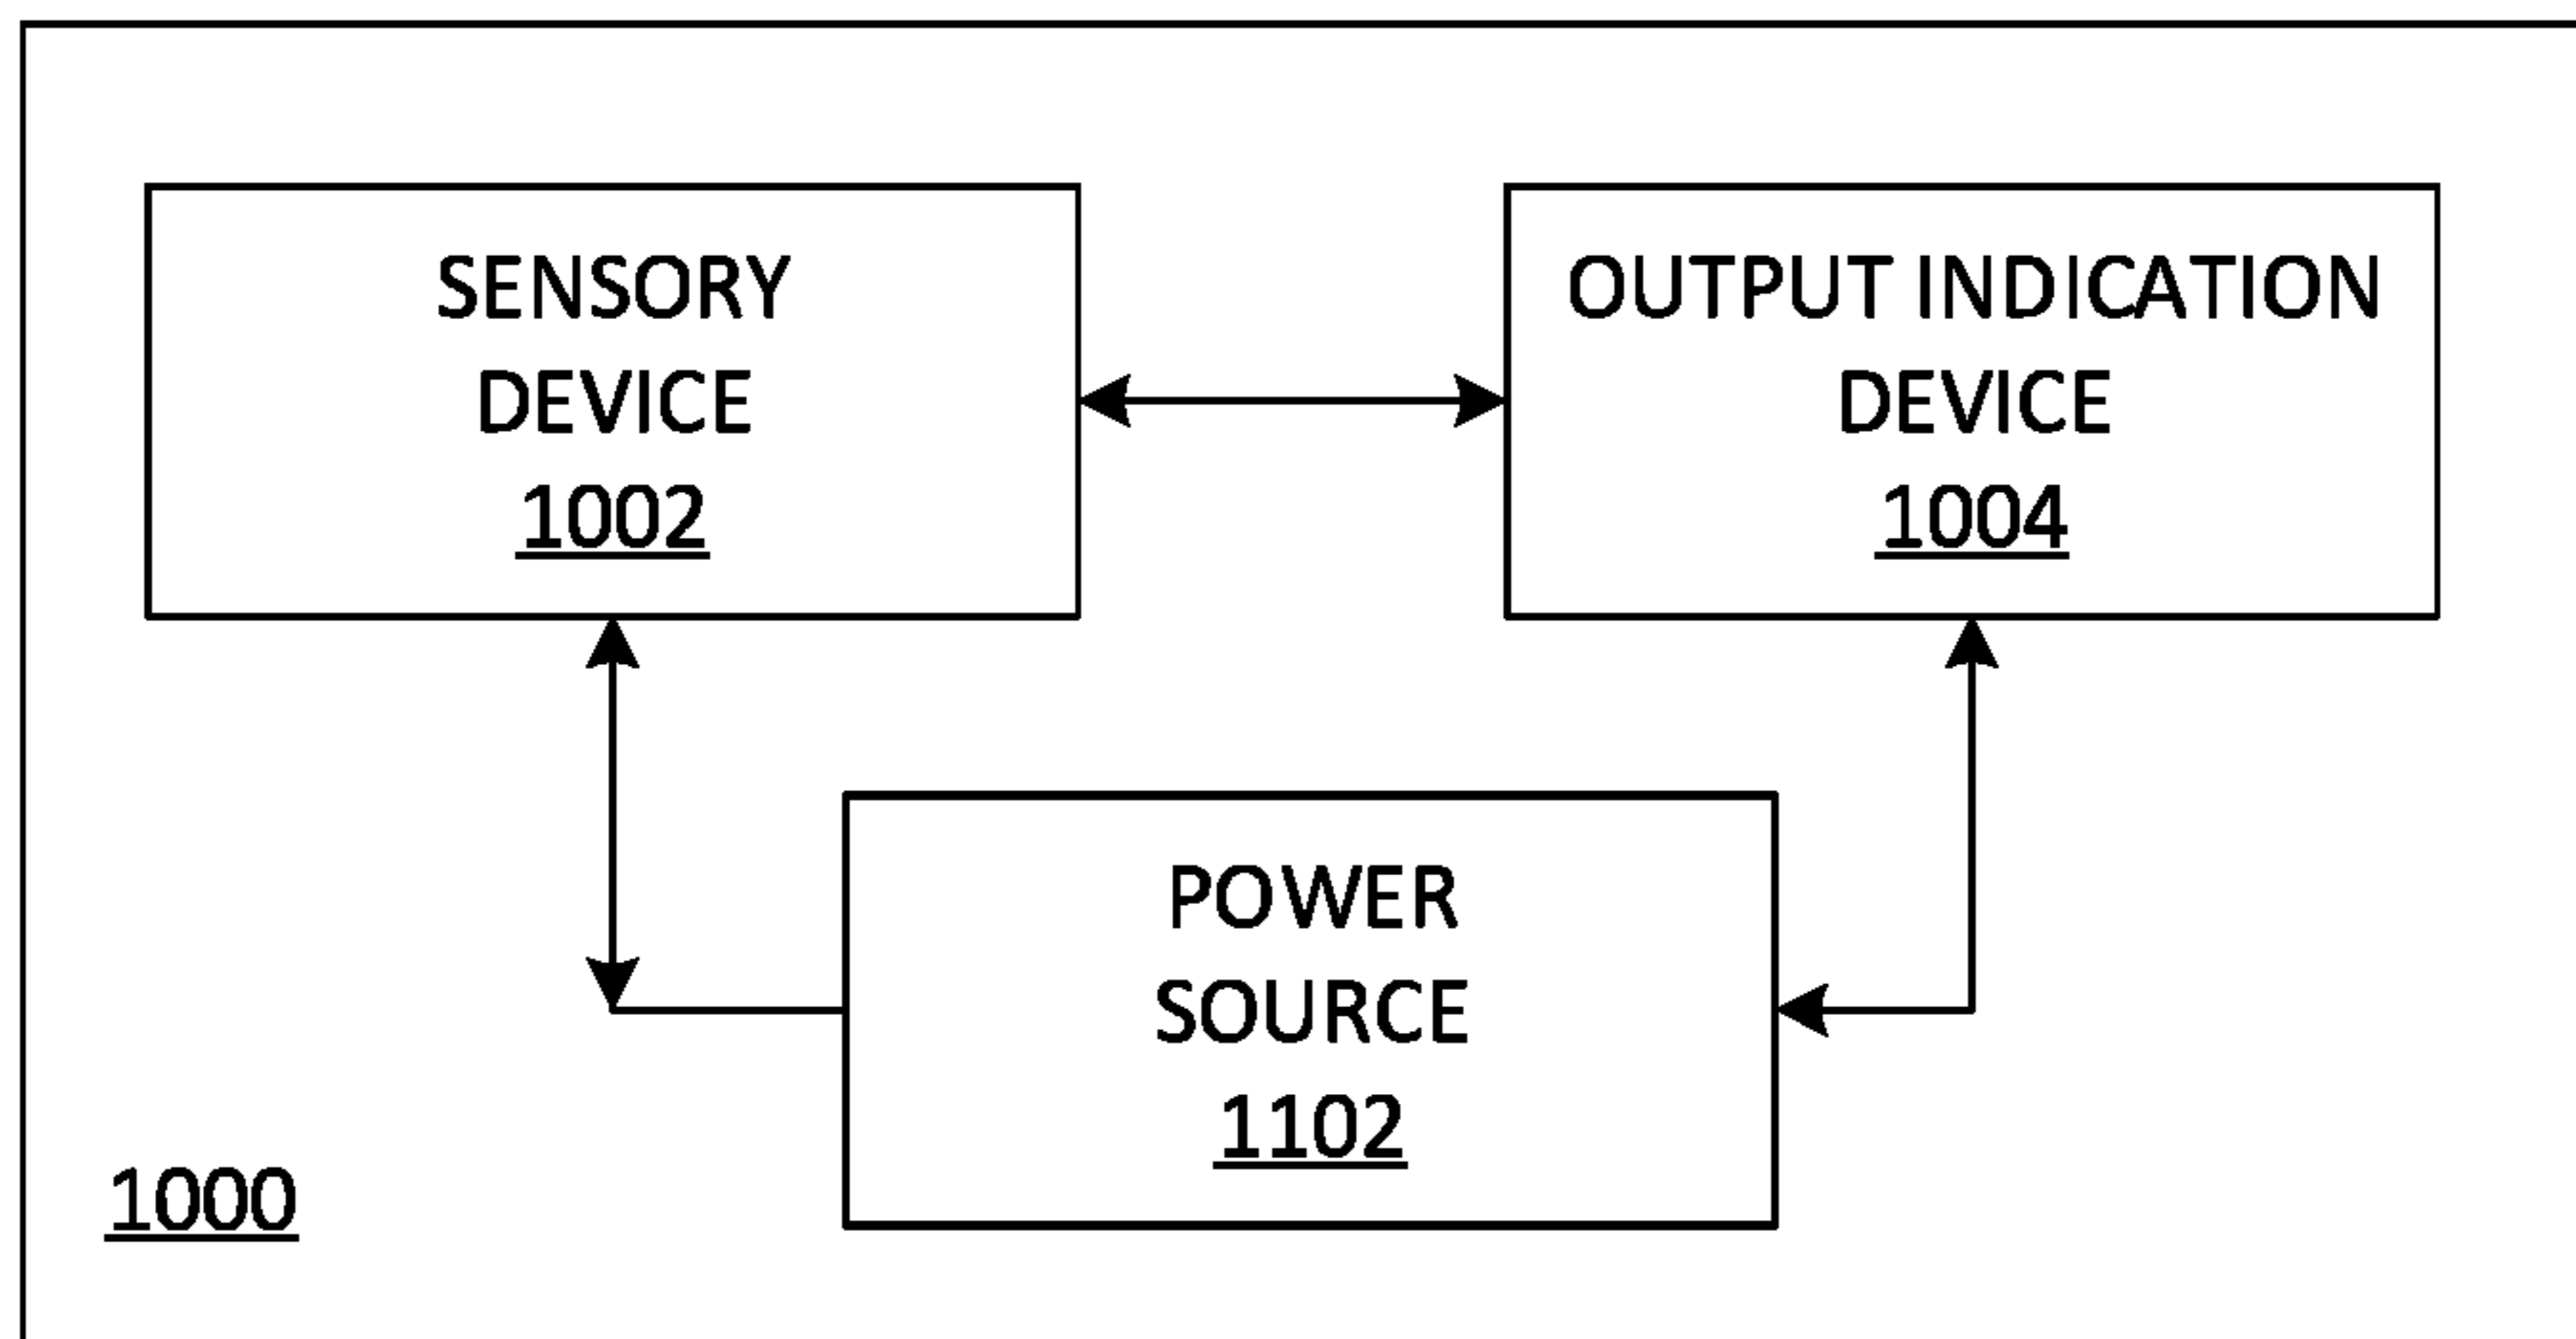 SENSORY
DEVICE
1002
OUTPUT INDICATION
DEVICE
1004
POWER
SOURCE
1102
1000